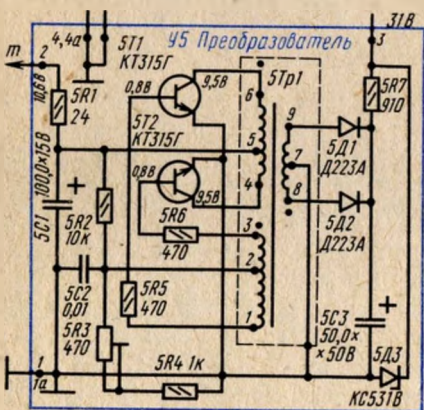 У5 Преобразователь
4,4а
5Т1
КТ315Г
31В
3
т
2
10,6В
5R1
24
0,8В
9,5В
5Тр1
5R7
910
6
100,0×15В
5С1
5Т2
КТ315Г
0,8В
9,5В
5
4
9
7
8
5Д1
Д223А
5Д2
Д223А
5R2
10к
5R6
470
3
2
1
5С2
0,01
5R5
470
5R3
470
5С3
50,0×
×50В
5R4 1к
1
1а
5Д3
КС531В